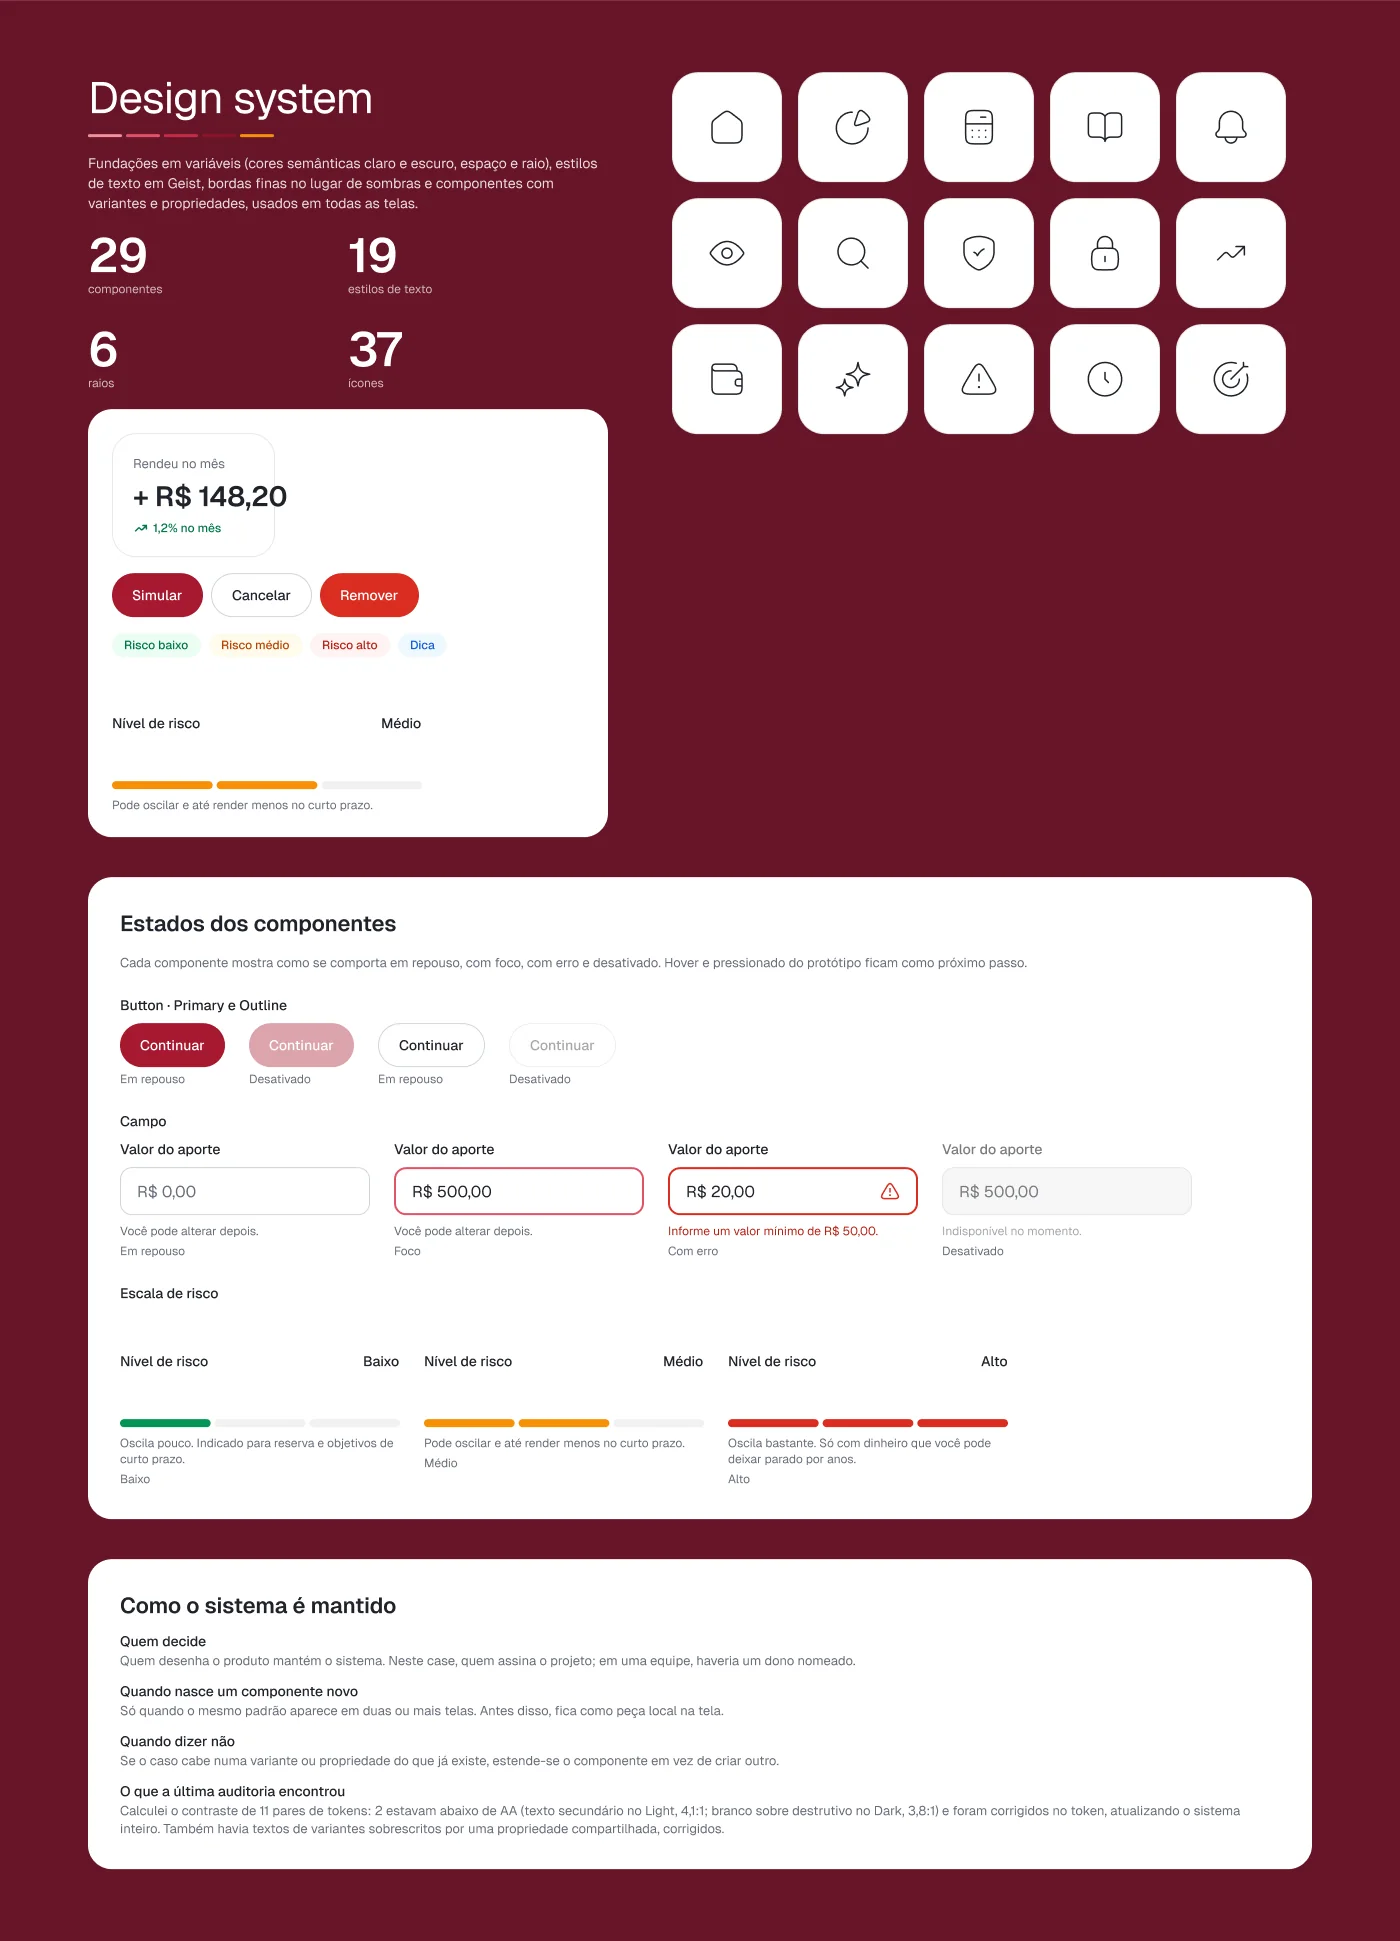 Design system
Fundações em variáveis (cores semânticas claro e escuro, espaço e raio), estilos
de texto em Geist, bordas finas no lugar de sombras e componentes com
variantes e propriedades, usados em todas as telas.
29
componentes
19
estilos de texto
6
raios
37
ícones
Rendeu no mês
+ R$ 148,20
1,2% no mês
Simular
Cancelar
Remover
Risco baixo
Risco médio
Risco alto
Dica
Nível de risco
Médio
Pode oscilar e até render menos no curto prazo.
Estados dos componentes
Cada componente mostra como se comporta em repouso, com foco, com erro e desativado. Hover e pressionado do protótipo ficam como próximo passo.
Button · Primary e Outline
Continuar
Em repouso
Continuar
Desativado
Continuar
Em repouso
Continuar
Desativado
Campo
Valor do aporte
R$ 0,00
Você pode alterar depois.
Em repouso
Valor do aporte
R$ 500,00
Você pode alterar depois.
Foco
Valor do aporte
R$ 20,00
Informe um valor mínimo de R$ 50,00.
Com erro
Valor do aporte
R$ 500,00
Indisponível no momento.
Desativado
Escala de risco
Nível de risco
Baixo
Oscila pouco. Indicado para reserva e objetivos de
curto prazo.
Baixo
Nível de risco
Médio
Pode oscilar e até render menos no curto prazo.
Médio
Nível de risco
Alto
Oscila bastante. Só com dinheiro que você pode
deixar parado por anos.
Alto
Como o sistema é mantido
Quem decide
Quem desenha o produto mantém o sistema. Neste case, quem assina o projeto; em uma equipe, haveria um dono nomeado.
Quando nasce um componente novo
Só quando o mesmo padrão aparece em duas ou mais telas. Antes disso, fica como peça local na tela.
Quando dizer não
Se o caso cabe numa variante ou propriedade do que já existe, estende-se o componente em vez de criar outro.
O que a última auditoria encontrou
Calculei o contraste de 11 pares de tokens: 2 estavam abaixo de AA (texto secundário no Light, 4,1:1; branco sobre destrutivo no Dark, 3,8:1) e foram corrigidos no token, atualizando o sistema
inteiro. Também havia textos de variantes sobrescritos por uma propriedade compartilhada, corrigidos.